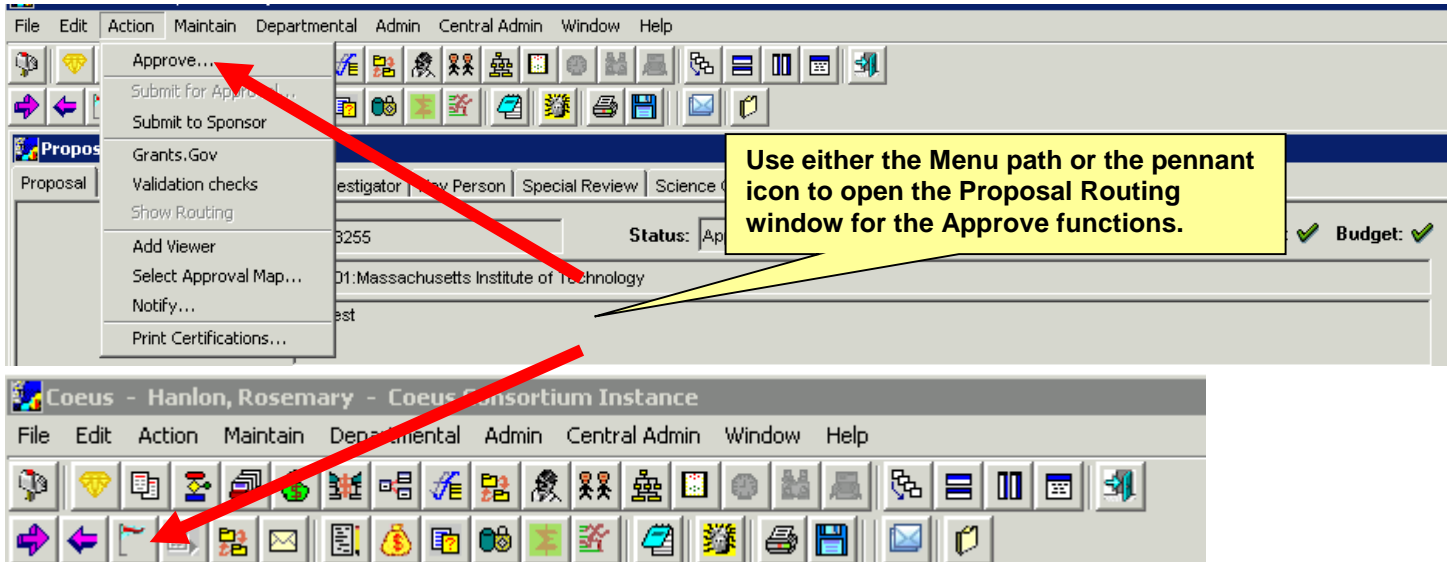 File Edit Action Maintain Departmental Admin Central Admin Window Help
Approve...
Submit for Approval...
Submit to Sponsor
Grants.Gov
Validation checks
Show Routing
Add Viewer
Select Approval Map...
Notify...
Print Certifications...
Propos
Proposal estigator Key Person Special Review Science
3255 Status: Ap Budget:
01:Massachusetts Institute of Technology
est
Use either the Menu path or the pennant
icon to open the Proposal Routing
window for the Approve functions.
Coeus - Hanlon, Rosemary - Coeus Consortium Instance
File Edit Action Maintain Departmental Admin Central Admin Window Help